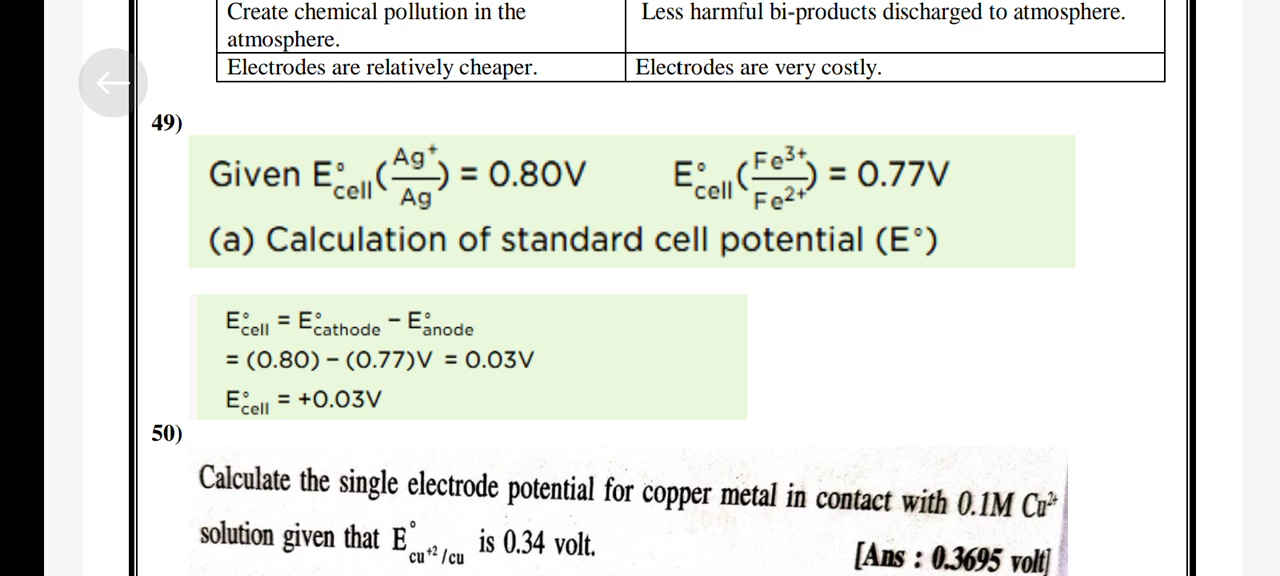 Create chemical pollution in the atmosphere.
Less harmful bi-products discharged to atmosphere.
Electrodes are relatively cheaper.
Electrodes are very costly.
49)
Given E°cell(Ag⁺/Ag) = 0.80V E°cell(Fe³⁺/Fe²⁺) = 0.77V
(a) Calculation of standard cell potential (E°)
E°cell = E°cathode − E°anode
= (0.80) − (0.77)V = 0.03V
E°cell = +0.03V
50)
Calculate the single electrode potential for copper metal in contact with 0.1M Cu²⁺
solution given that E°cu⁺²/cu is 0.34 volt.
[Ans : 0.3695 volt]